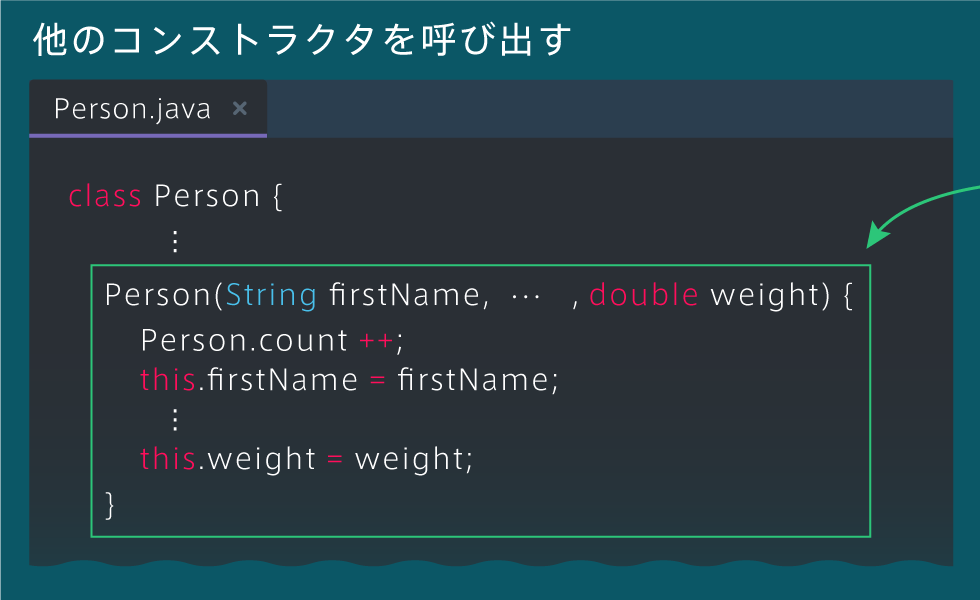 他のコンストラクタを呼び出す
Person.java ×
class Person {
⋮
Person(String firstName, … , double weight) {
Person.count ++;
this.firstName = firstName;
⋮
this.weight = weight;
}